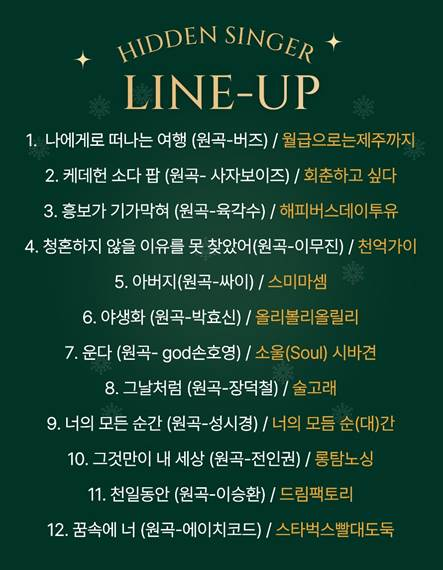 HIDDEN SINGER
LINE-UP
1. 나에게로 떠나는 여행 (원곡-버즈) / 월급으로는제주까지
2. 케데헌 소다 팝 (원곡- 사자보이즈) / 회춘하고 싶다
3. 흥보가 기가막혀 (원곡-육각수) / 해피버스데이투유
4. 청혼하지 않을 이유를 못 찾았어(원곡-이무진) / 천억가이
5. 아버지(원곡-싸이) / 스미마셈
6. 야생화 (원곡-박효신) / 올리볼리올릴리
7. 운다 (원곡- god손호영) / 소울(Soul) 시바견
8. 그날처럼 (원곡-장덕철) / 술고래
9. 너의 모든 순간 (원곡-성시경) / 너의 모듬 순(대)간
10. 그것만이 내 세상 (원곡-전인권) / 롱탐노싱
11. 천일동안 (원곡-이승환) / 드림팩토리
12. 꿈속에 너 (원곡-에이치코드) / 스타벅스빨대도둑